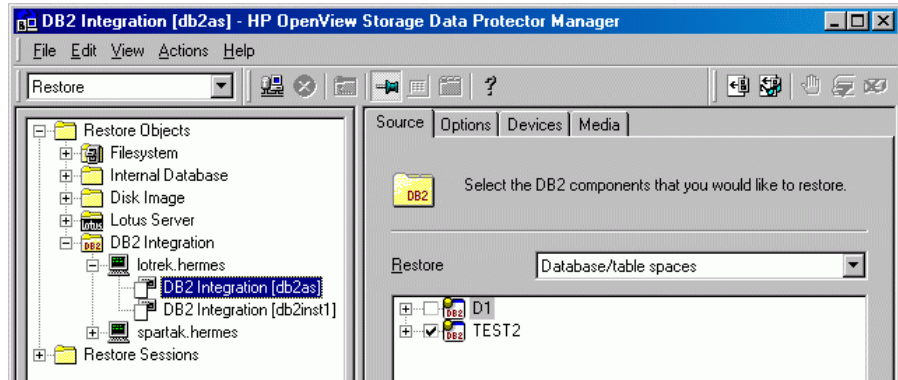 DB2 Integration [db2as] - HP OpenView Storage Data Protector Manager
File Edit View Actions Help
Restore
Restore Objects
Filesystem
Internal Database
Disk Image
Lotus Server
DB2 Integration
lotrek.hermes
DB2 Integration [db2as]
DB2 Integration [db2inst1]
spartak.hermes
Restore Sessions
Source Options Devices Media
DB2 Select the DB2 components that you would like to restore.
Restore Database/table spaces
D1
TEST2